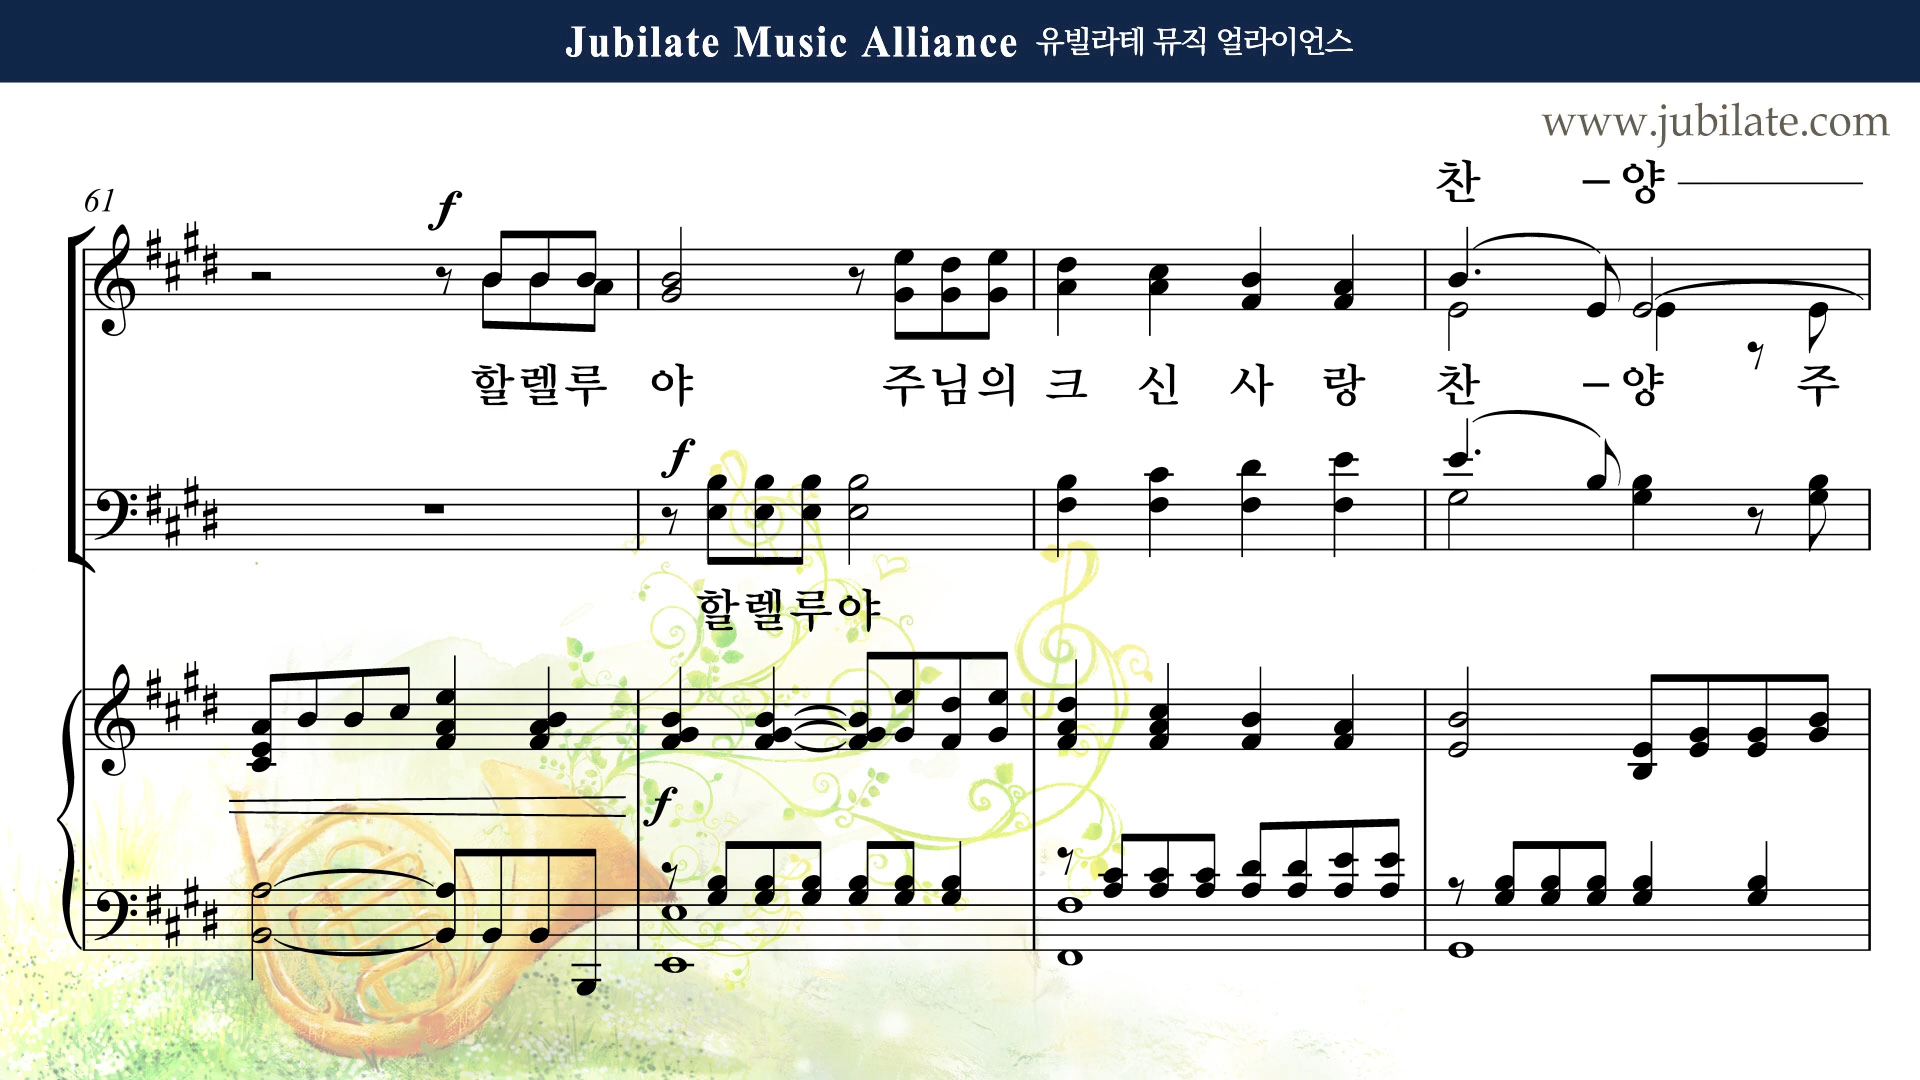 Jubilate Music Alliance 유빌라테 뮤직 얼라이언스
www.jubilate.com
찬 – 양
61
f
할렐루 야 주님의 크 신 사 랑 찬 – 양 주
f
할렐루야
f